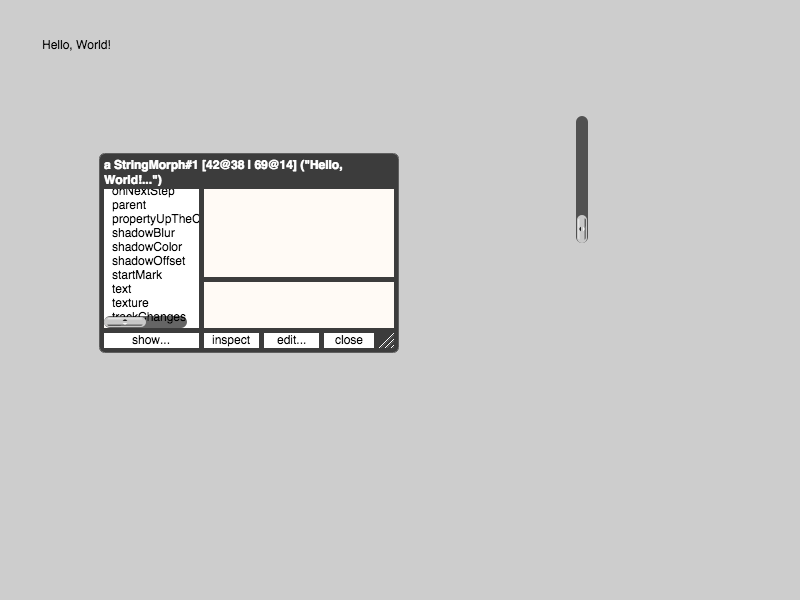 Hello, World!
a StringMorph#1 [42@38 | 69@14] ("Hello,
World!...")
onNextStep
parent
propertyUpTheC
shadowBlur
shadowColor
shadowOffset
startMark
text
texture
trackChanges
show... inspect edit... close